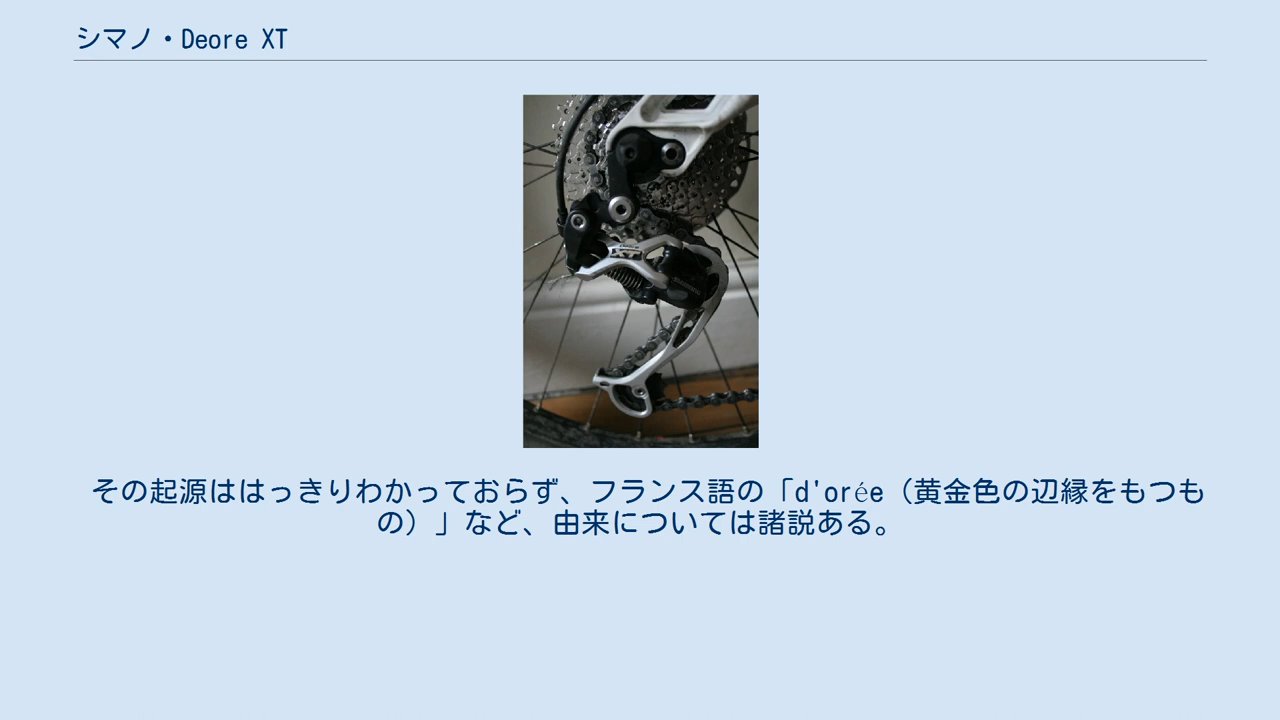 シマノ・Deore XT
XT
その起源ははっきりわかっておらず、フランス語の「d'orée（黄金色の辺縁をもつも
の）」など、由来については諸説ある。